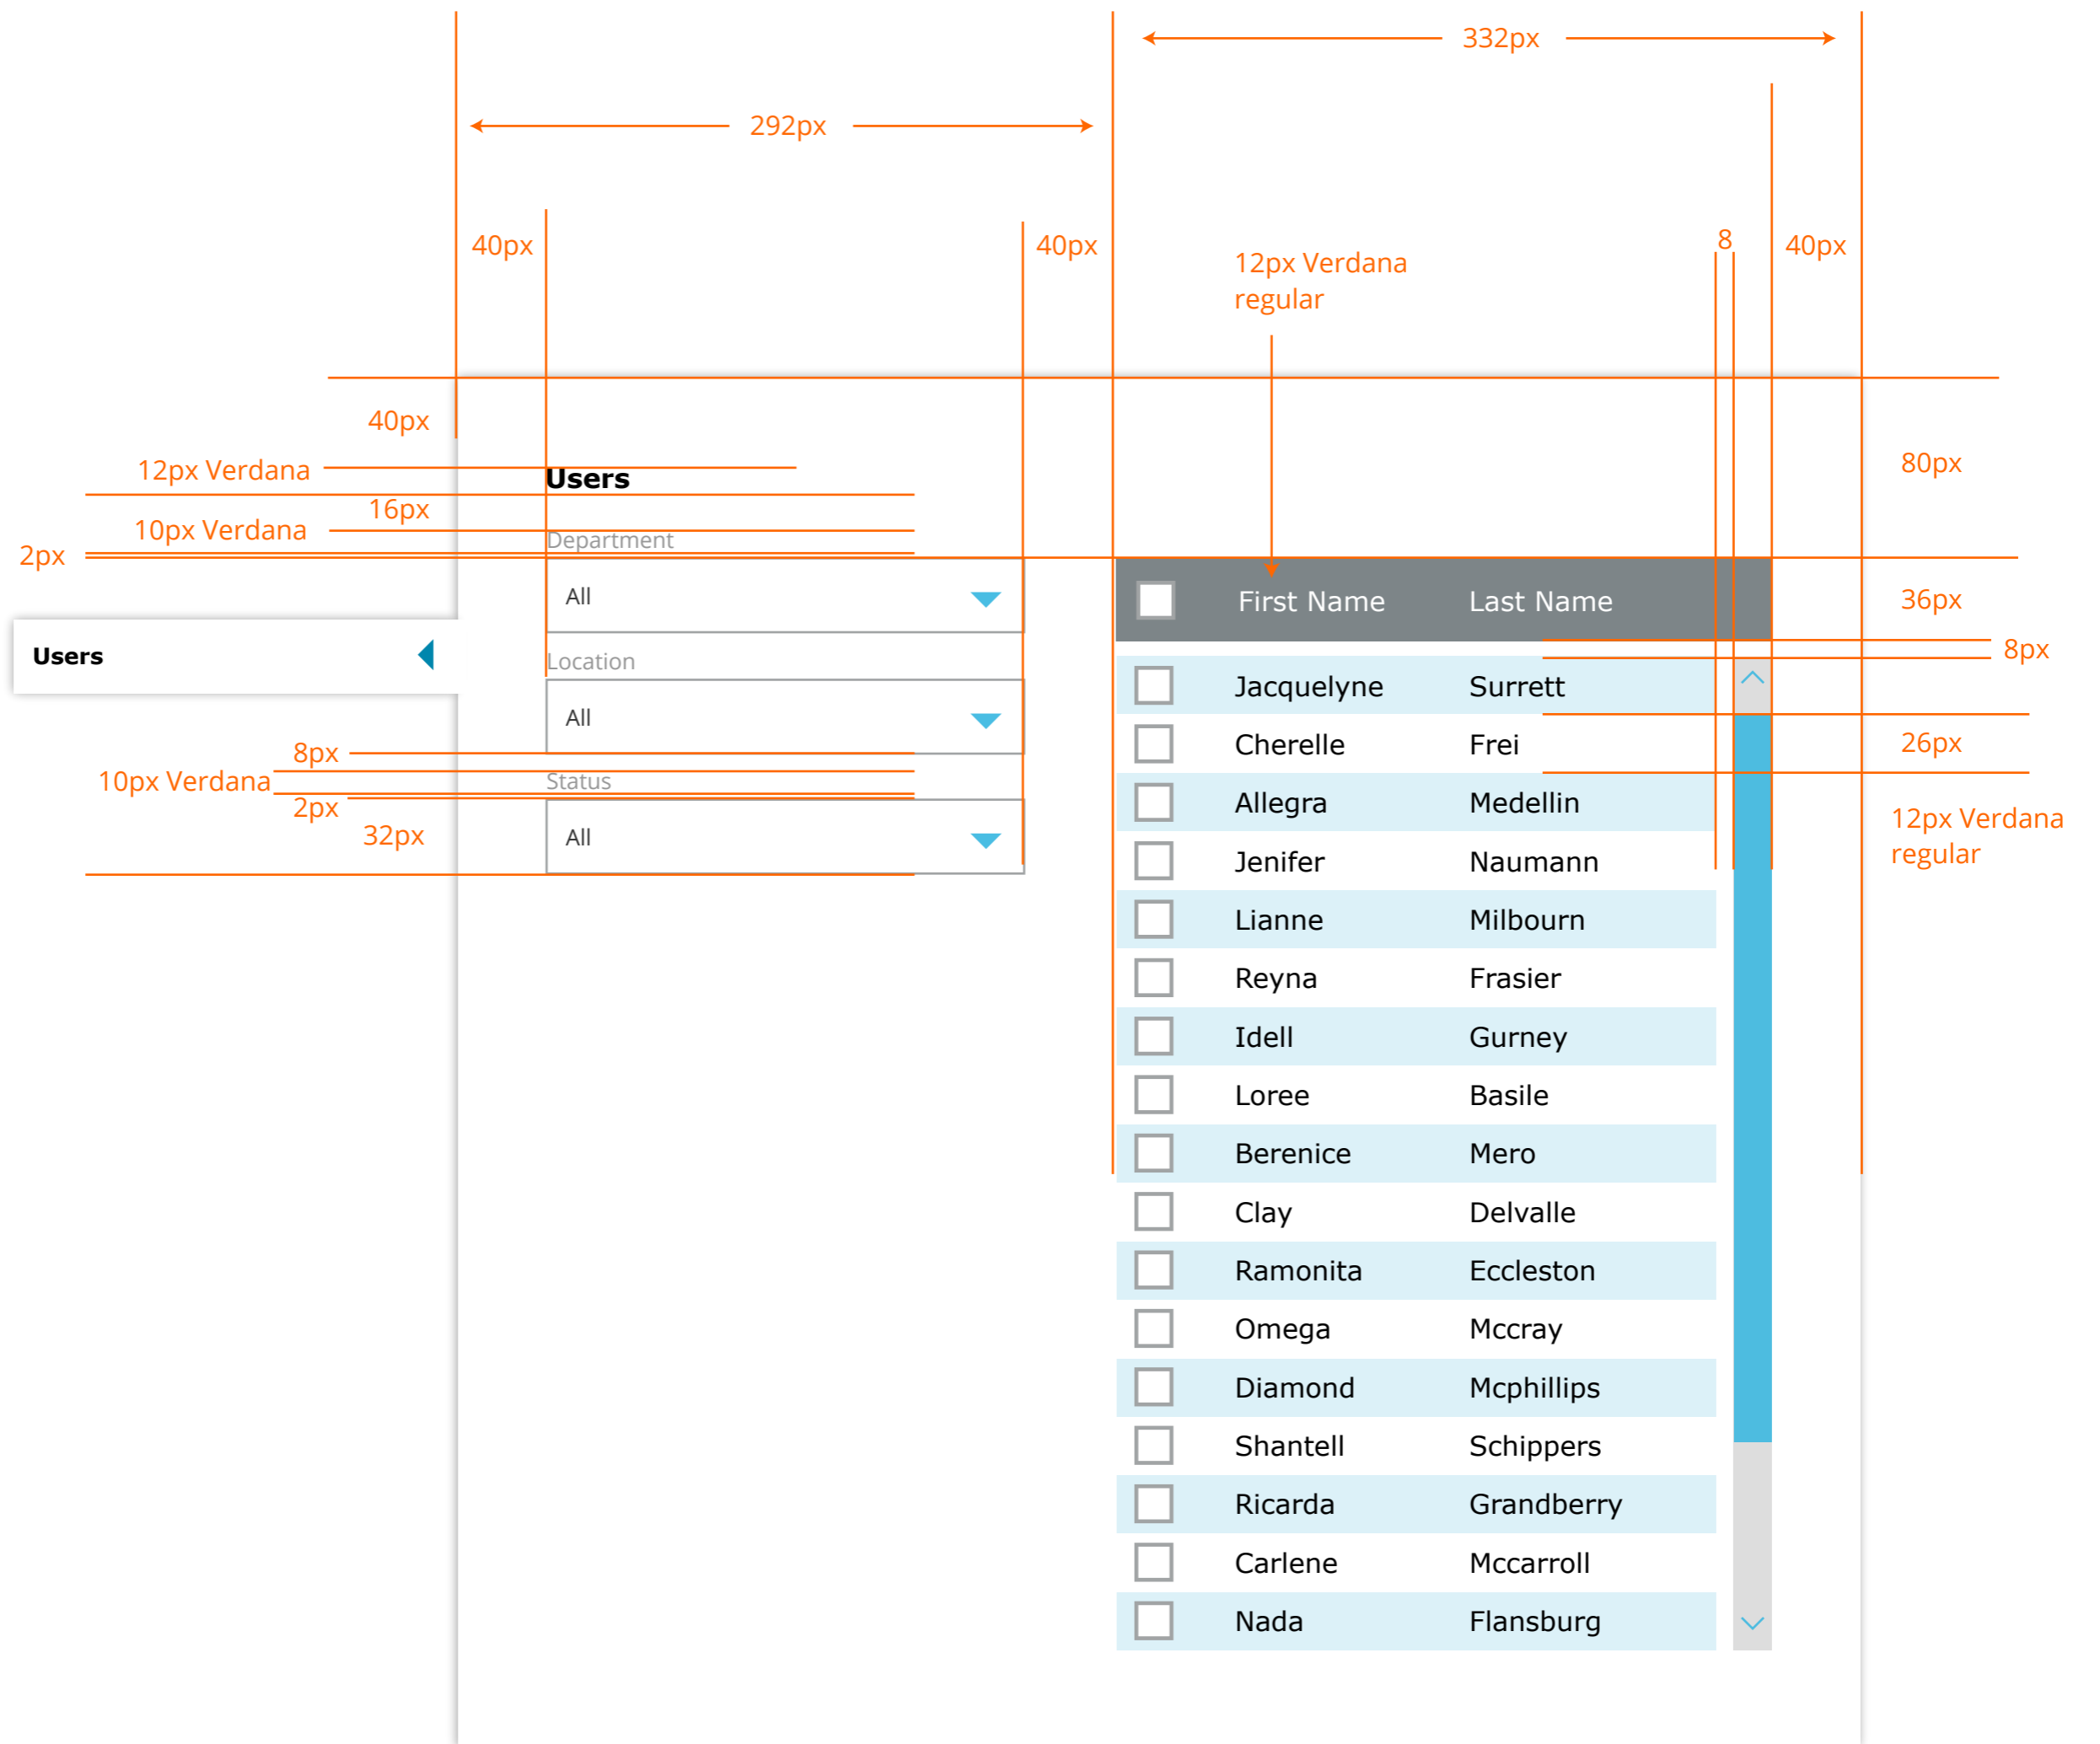 332px
292px
40px
40px
8
40px
12px Verdana
regular
40px
80px
12px Verdana
Users
16px
10px Verdana
Department
2px
All
First Name
Last Name
36px
Users
Location
8px
Jacquelyne
Surrett
All
8px
Cherelle
Frei
26px
10px Verdana
Status
2px
Allegra
Medellin
12px Verdana
regular
32px
All
Jenifer
Naumann
Lianne
Milbourn
Reyna
Frasier
Idell
Gurney
Loree
Basile
Berenice
Mero
Clay
Delvalle
Ramonita
Eccleston
Omega
Mccray
Diamond
Mcphillips
Shantell
Schippers
Ricarda
Grandberry
Carlene
Mccarroll
Nada
Flansburg